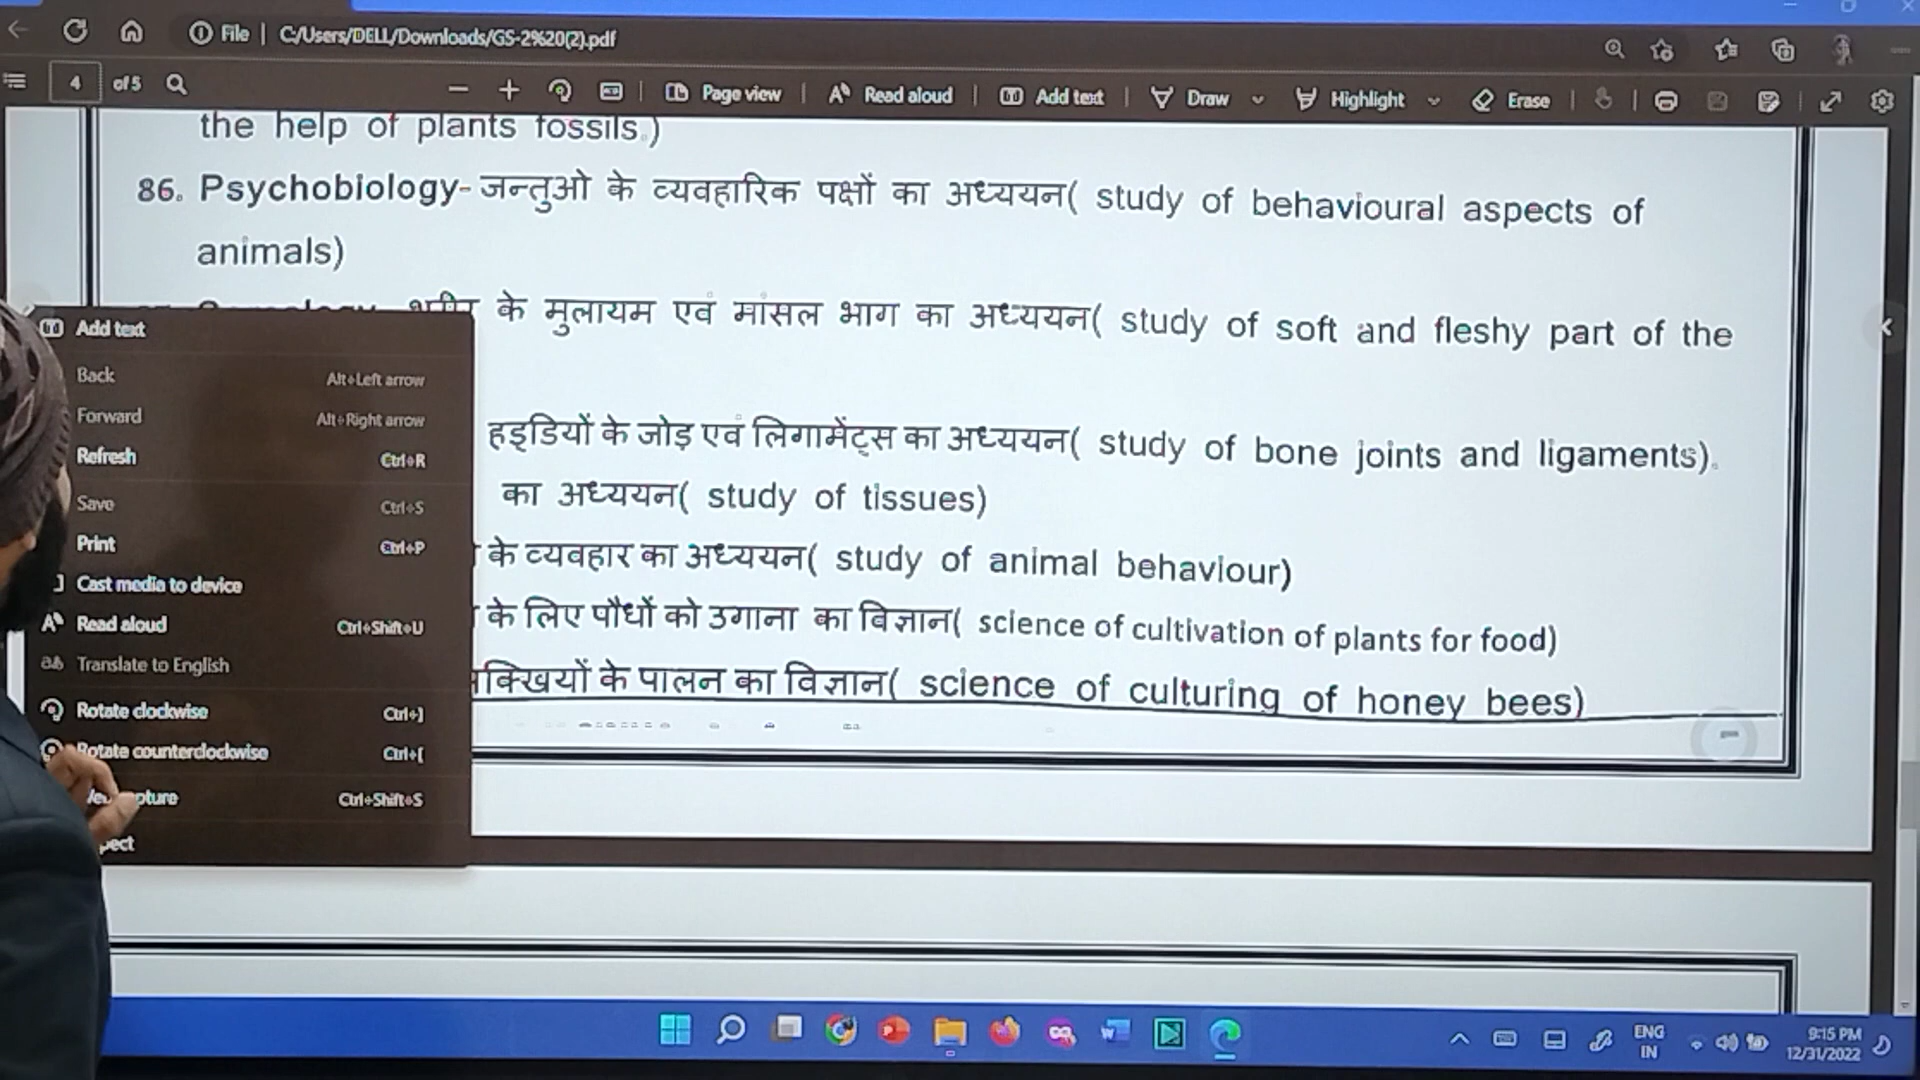 File | C:/Users/DELL/Downloads/GS-2%20(2).pdf
4 of 5 Page view Read aloud Add text Draw Highlight Erase
the help of plants fossils.)
86. Psychobiology- जन्तुओ के व्यवहारिक पक्षों का अध्ययन( study of behavioural aspects of
animals)
के मुलायम एवं मांसल भाग का अध्ययन( study of soft and fleshy part of the
हड्डियों के जोड़ एवं लिगामेंट्स का अध्ययन( study of bone joints and ligaments).
का अध्ययन( study of tissues)
के व्यवहार का अध्ययन( study of animal behaviour)
के लिए पौधों को उगाना का विज्ञान( science of cultivation of plants for food)
के पालन का विज्ञान( science of culturing of honey bees)
Add text
Back Alt+Left arrow
Forward Alt+Right arrow
Refresh Ctrl+R
Save Ctrl+S
Print Ctrl+P
Cast media to device
Read aloud Ctrl+Shift+U
Translate to English
Rotate clockwise Ctrl+]
Rotate counterclockwise Ctrl+[
Ctrl+Shift+S
ENG
IN
9:15 PM
12/31/2022